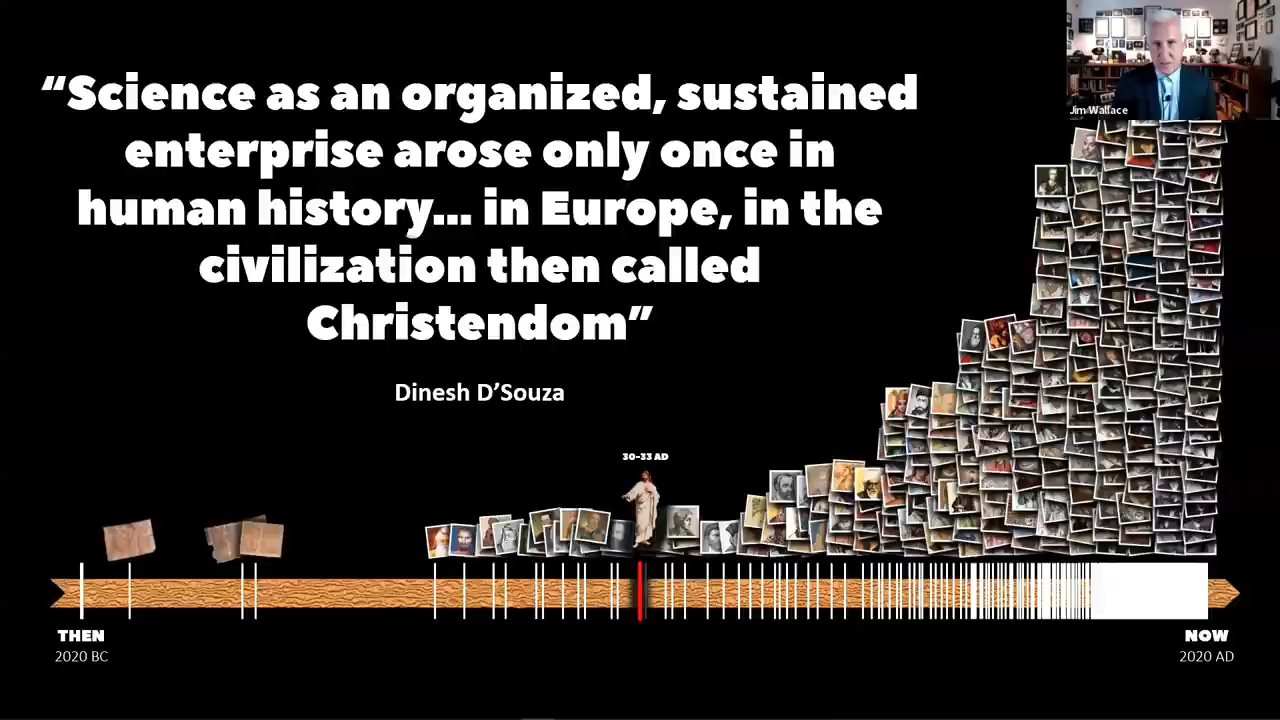 “Science as an organized, sustained
enterprise arose only once in
human history... in Europe, in the
civilization then called
Christendom”
Dinesh D’Souza
Jim Wallace
30-33 AD
THEN
2020 BC
NOW
2020 AD